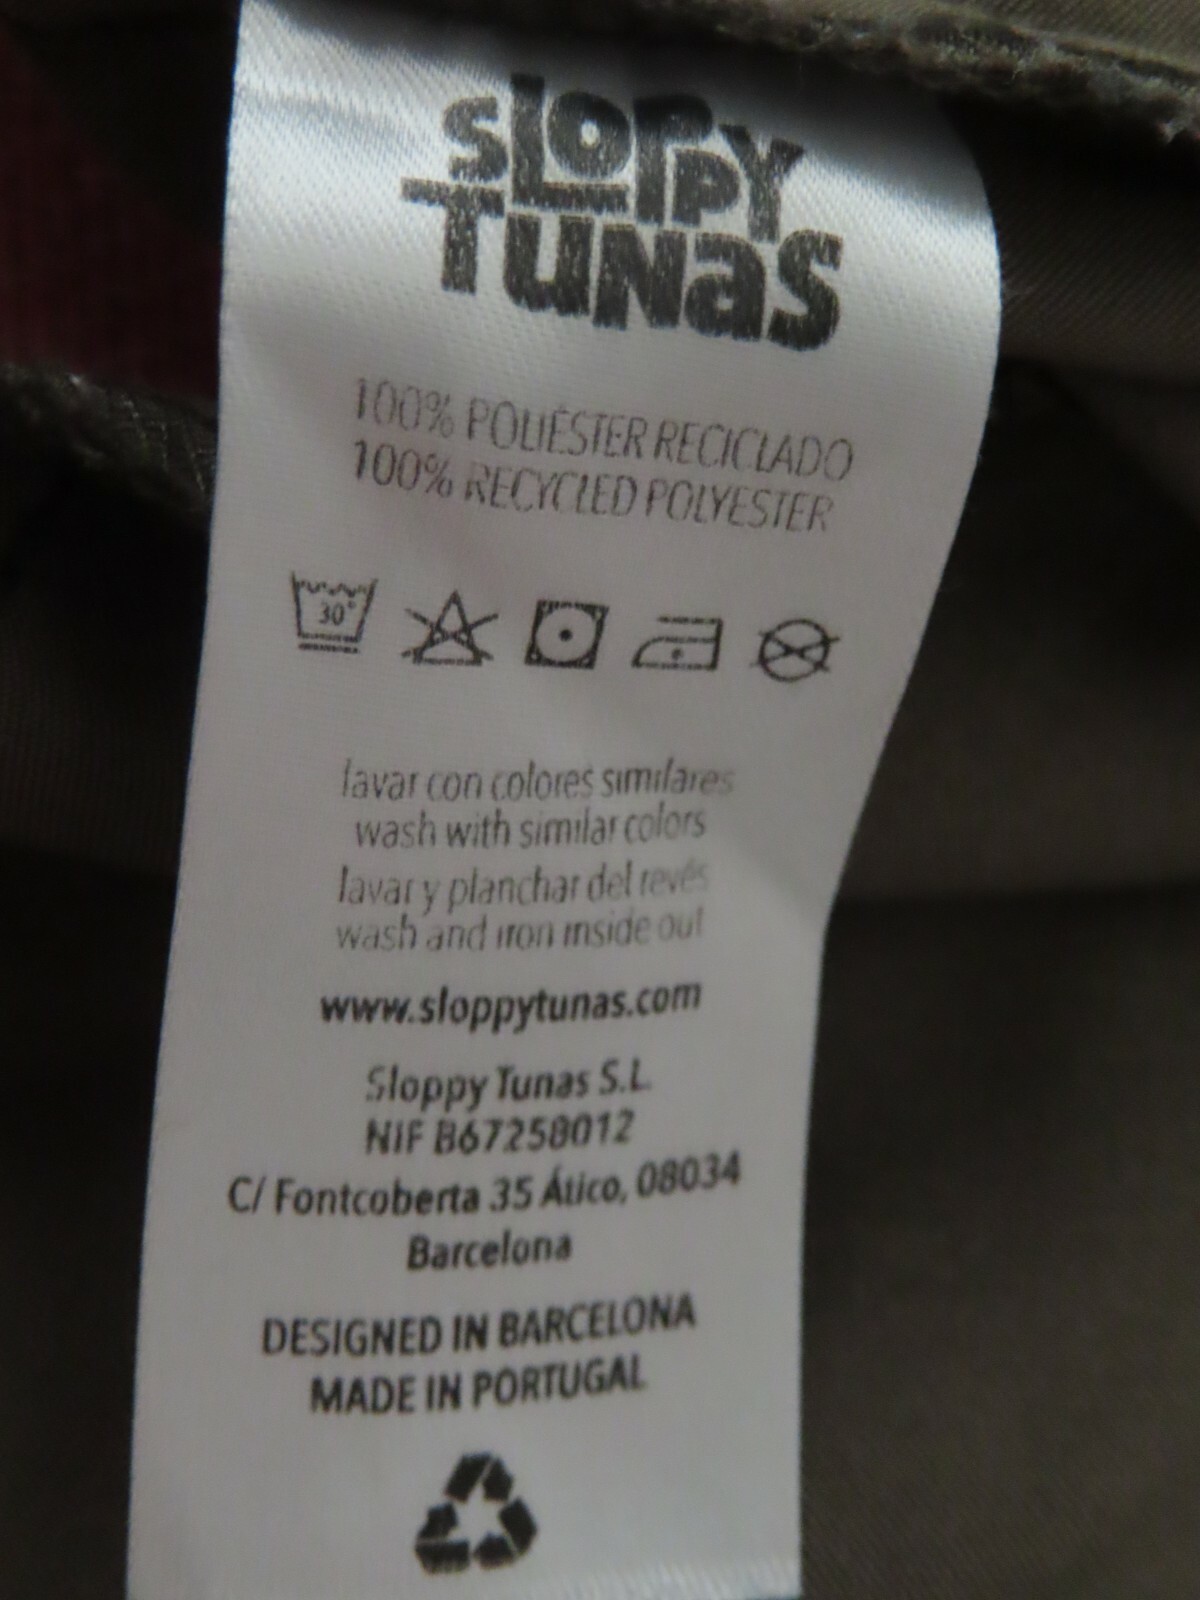 SLOPPY
TUNAS
100% POLIÉSTER RECICLADO
100% RECYCLED POLYESTER
30°
lavar con colores similares
wash with similar colors
lavar y planchar del revés
wash and iron inside out
www.sloppytunas.com
Sloppy Tunas S.L.
NIF B67258012
C/ Fontcoberta 35 Ático, 08034
Barcelona
DESIGNED IN BARCELONA
MADE IN PORTUGAL